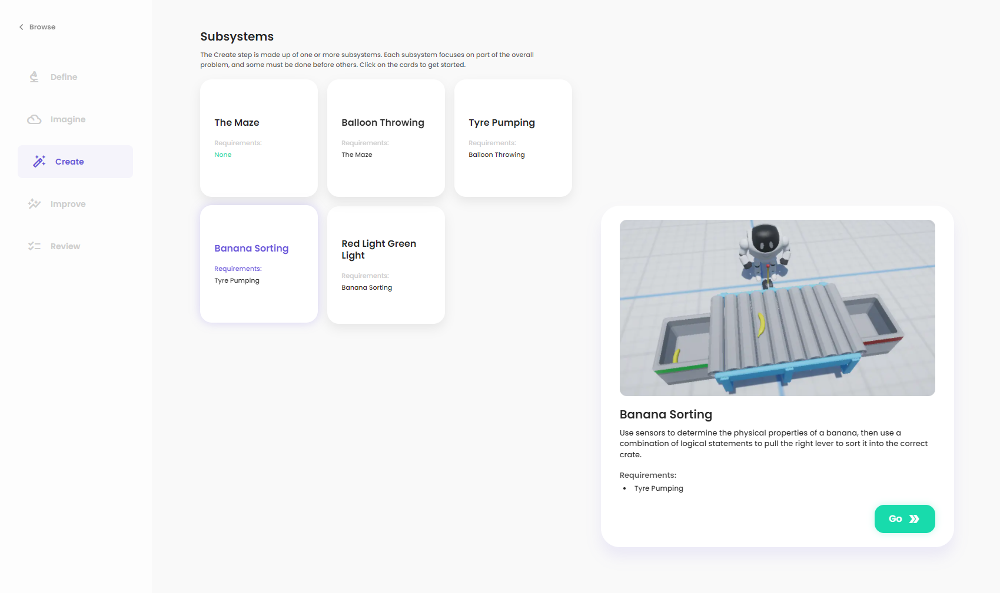 Browse
Define
Imagine
Create
Improve
Review
Subsystems
The Create step is made up of one or more subsystems. Each subsystem focuses on part of the overall
problem, and some must be done before others. Click on the cards to get started.
The Maze
Requirements:
None
Balloon Throwing
Requirements:
The Maze
Tyre Pumping
Requirements:
Balloon Throwing
Banana Sorting
Requirements:
Tyre Pumping
Red Light Green
Light
Requirements:
Banana Sorting
Banana Sorting
Use sensors to determine the physical properties of a banana, then use a
combination of logical statements to pull the right lever to sort it into the correct
crate.
Requirements:
• Tyre Pumping
Go